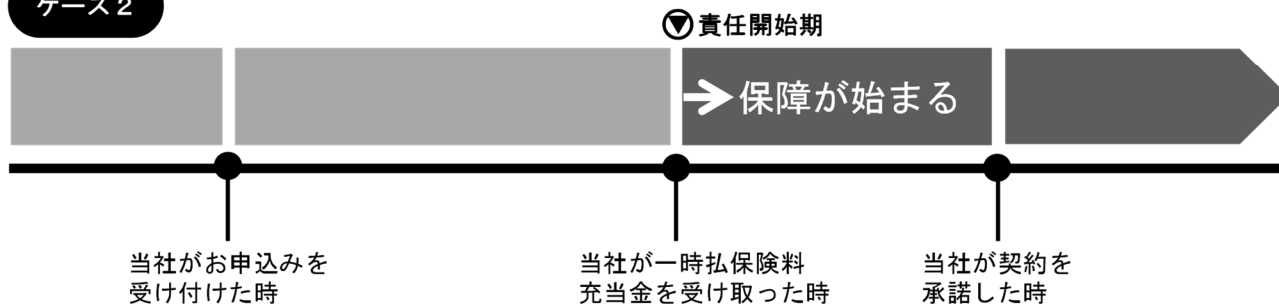 ケース2
責任開始期
保障が始まる
当社がお申込みを
受け付けた時
当社が一時払保険料
充当金を受け取った時
当社が契約を
承諾した時